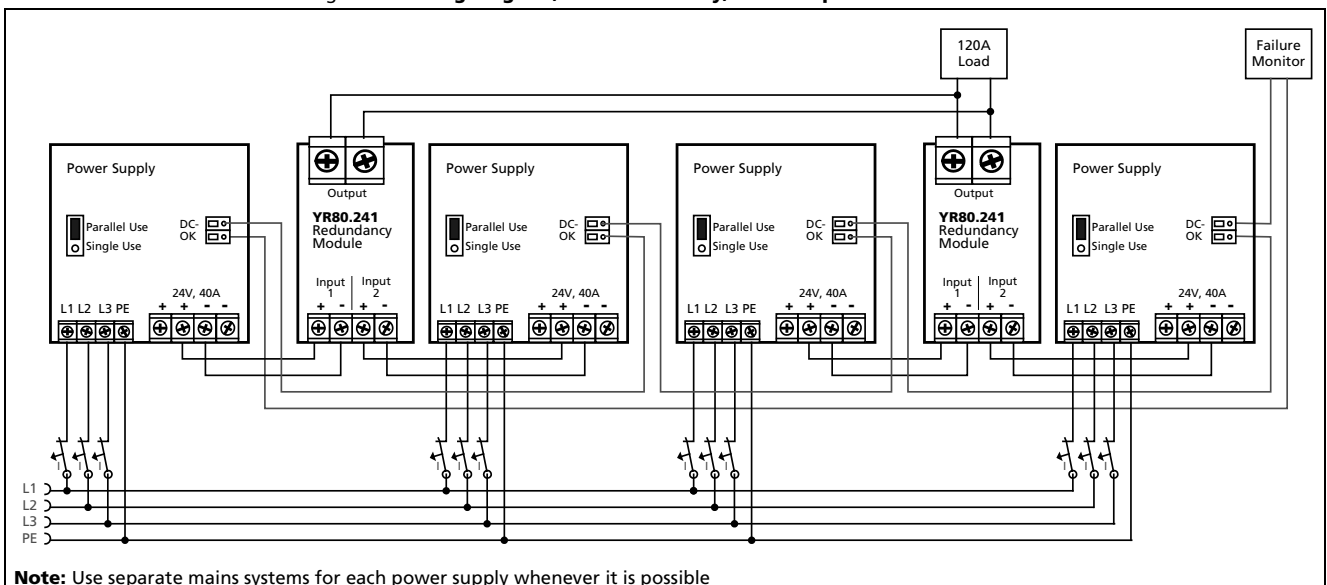 120A
Load
Failure
Monitor
Power Supply
Parallel Use
Single Use
DC-
OK
24V, 40A
+ + - -
L1 L2 L3 PE
Output
YR80.241
Redundancy
Module
Input
1
Input
2
+ - + -
Power Supply
Parallel Use
Single Use
DC-
OK
24V, 40A
+ + - -
L1 L2 L3 PE
Power Supply
Parallel Use
Single Use
DC-
OK
24V, 40A
+ + - -
L1 L2 L3 PE
Output
YR80.241
Redundancy
Module
Input
1
Input
2
+ - + -
Power Supply
Parallel Use
Single Use
DC-
OK
24V, 40A
+ + - -
L1 L2 L3 PE
I I I
I I I
I I I
I I I
L1
L2
L3
PE
Note: Use separate mains systems for each power supply whenever it is possible